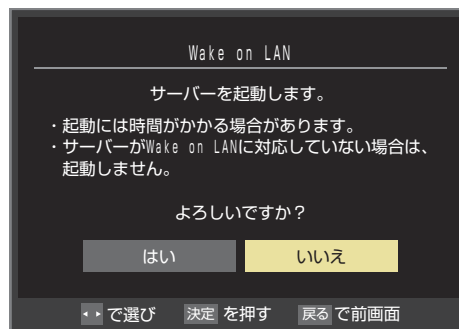 Wake on LAN
サーバーを起動します。
・起動には時間がかかる場合があります。
・サーバーがWake on LANに対応していない場合は、
起動しません。
よろしいですか？
はい いいえ
で選び 決定 を押す 戻る で前画面